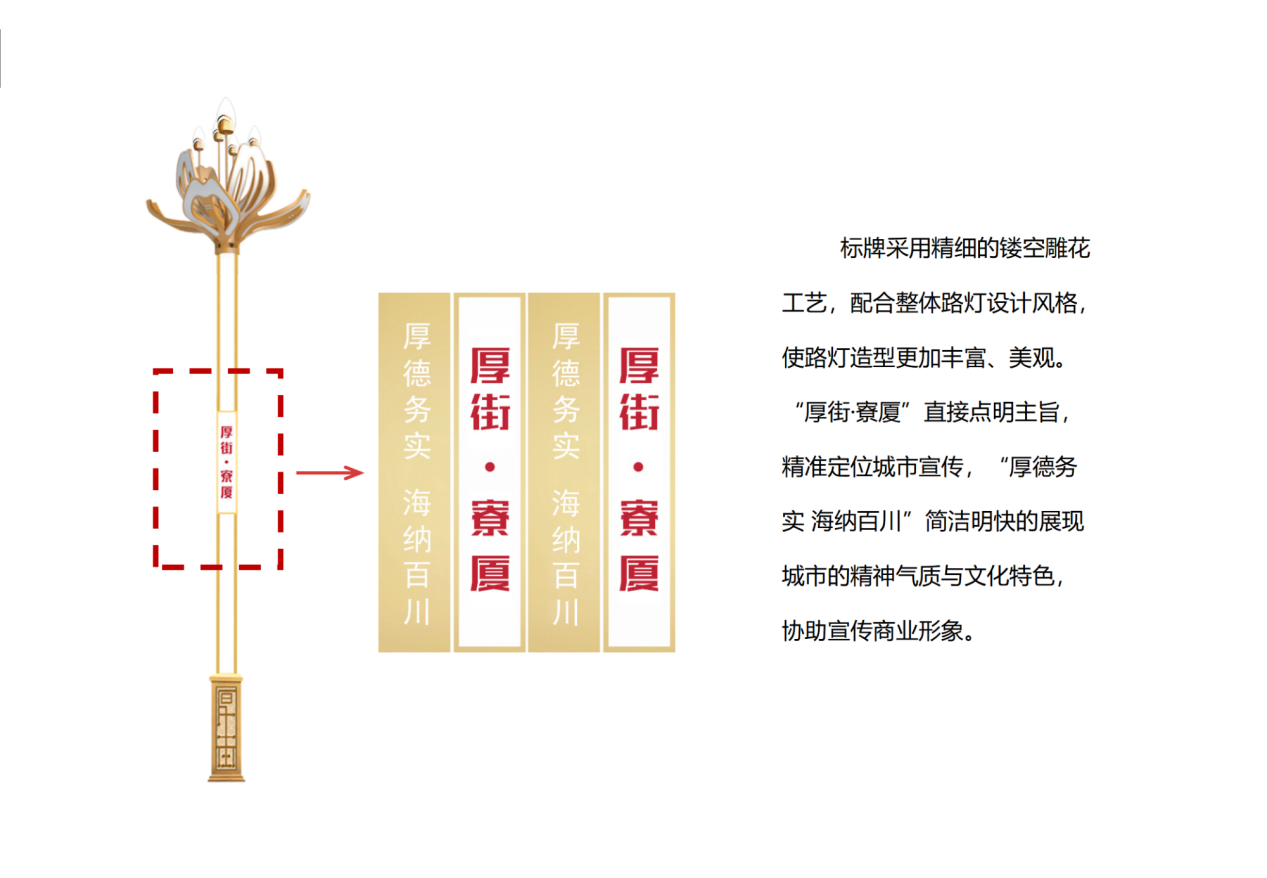 厚街·寮厦
厚德务实 海纳百川
厚街·寮厦
厚德务实 海纳百川
厚街·寮厦
标牌采用精细的镂空雕花
工艺，配合整体路灯设计风格，
使路灯造型更加丰富、美观。
“厚街·寮厦”直接点明主旨，
精准定位城市宣传，“厚德务
实 海纳百川”简洁明快的展现
城市的精神气质与文化特色，
协助宣传商业形象。